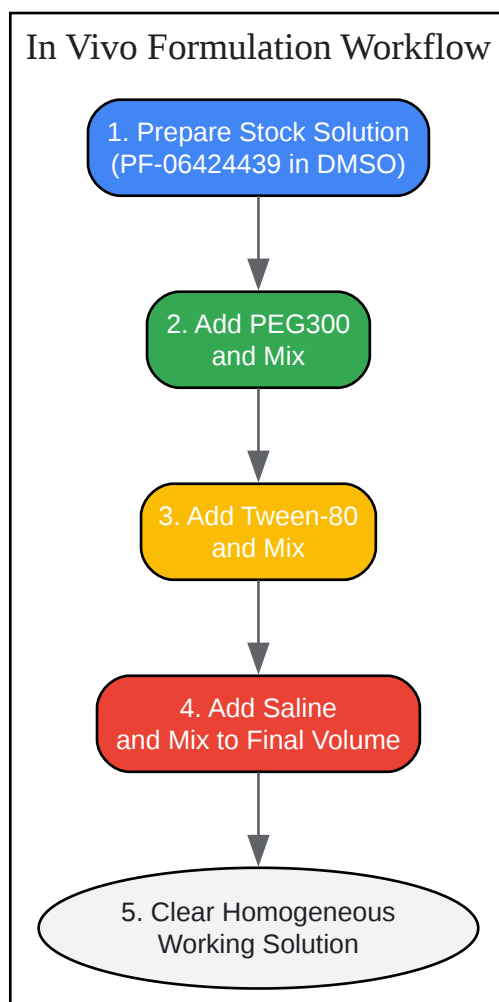 In Vivo Formulation Workflow
1. Prepare Stock Solution
(PF-06424439 in DMSO)
2. Add PEG300
and Mix
3. Add Tween-80
and Mix
4. Add Saline
and Mix to Final Volume
5. Clear Homogeneous
Working Solution